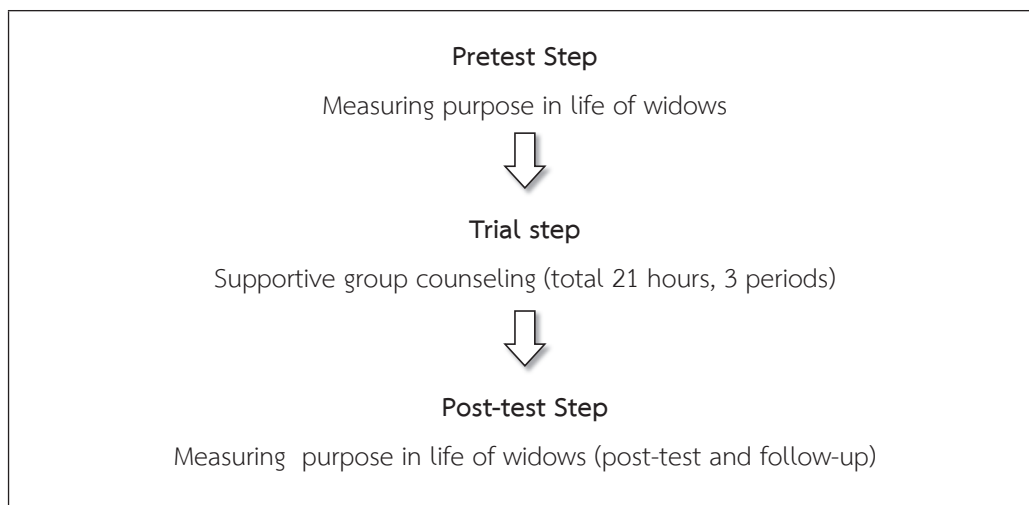 Pretest Step
Measuring purpose in life of widows
Trial step
Supportive group counseling (total 21 hours, 3 periods)
Post-test Step
Measuring purpose in life of widows (post-test and follow-up)